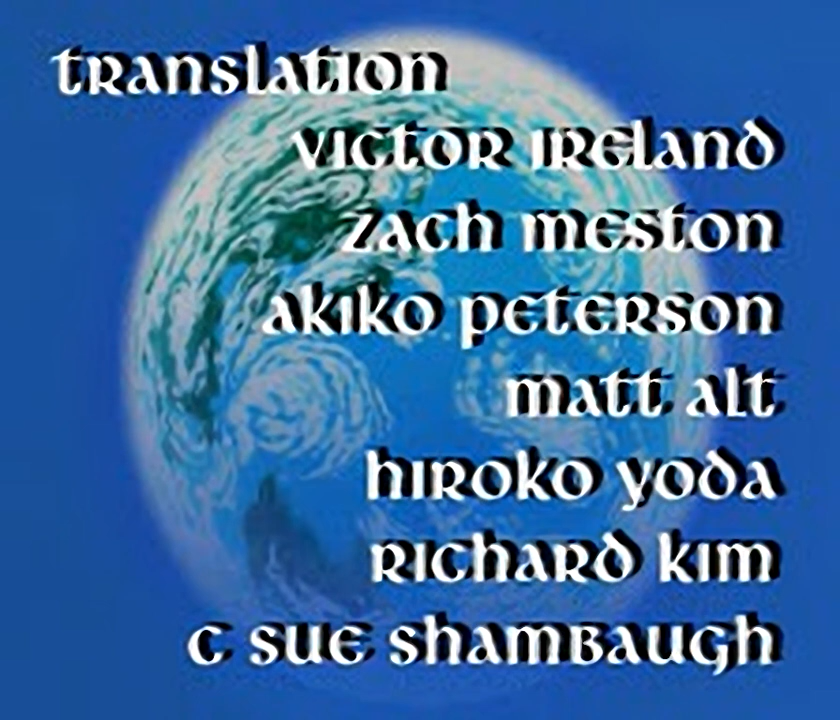 translation
victor ireland
zach meston
akiko peterson
matt alt
hiroko yoda
richard kim
c sue shambaugh